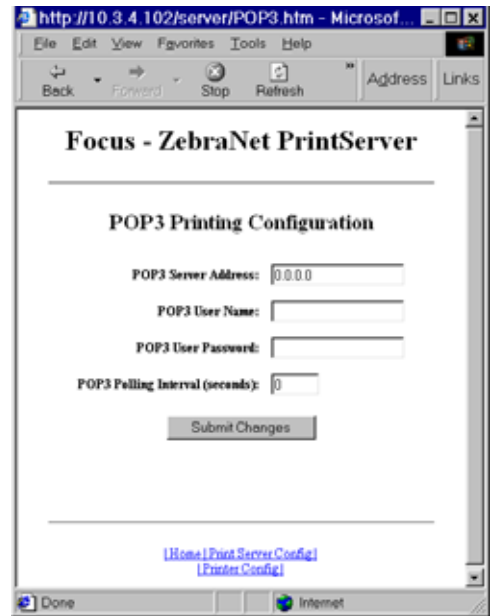 http://10.3.4.102/server/POP3.htm - Microsof...
File Edit View Favorites Tools Help
Back Forward Stop Refresh » Address Links
Focus - ZebraNet PrintServer
POP3 Printing Configuration
POP3 Server Address: 0.0.0.0
POP3 User Name:
POP3 User Password:
POP3 Polling Interval (seconds): 0
Submit Changes
| Home | Print Server Config |
| Printer Config |
Done Internet